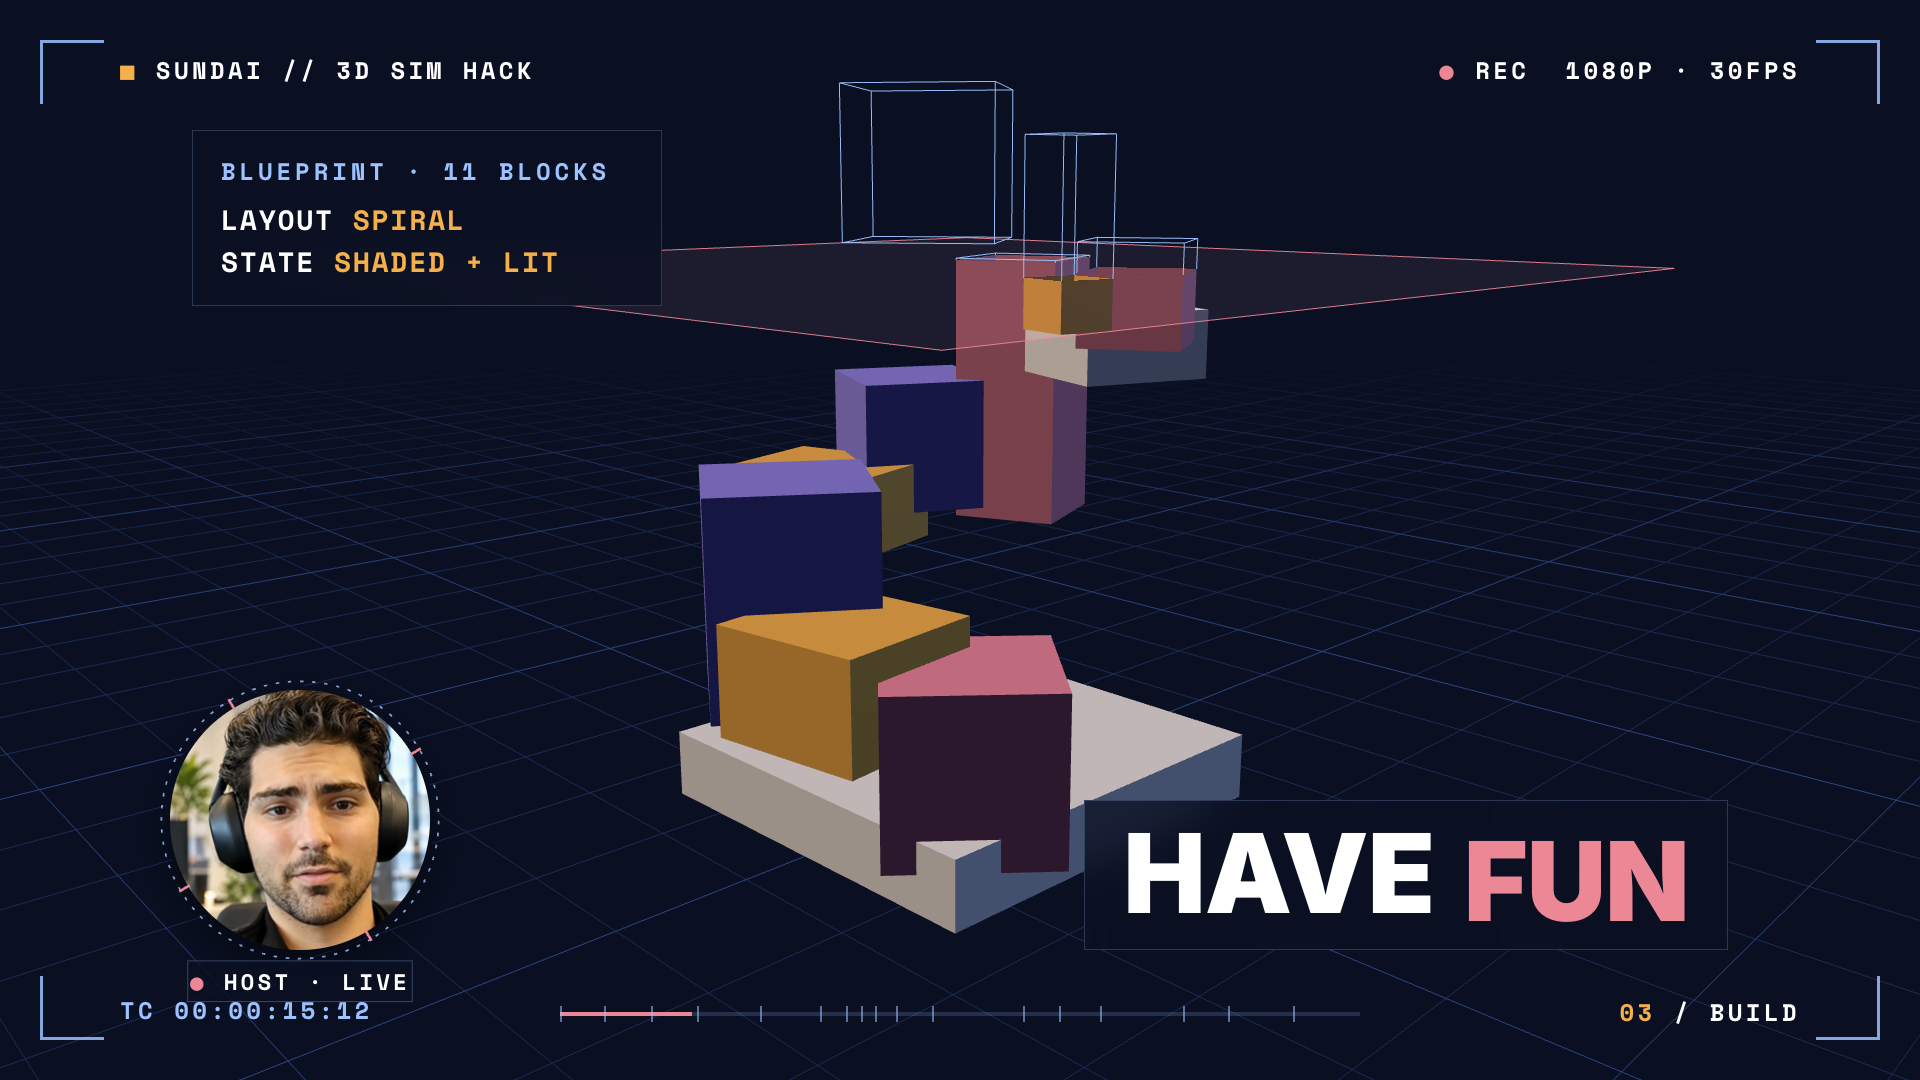 SUNDAI // 3D SIM HACK
REC 1080P · 30FPS
BLUEPRINT · 11 BLOCKS
LAYOUT SPIRAL
STATE SHADED + LIT
HAVE FUN
HOST · LIVE
TC 00:00:15:12
03 / BUILD